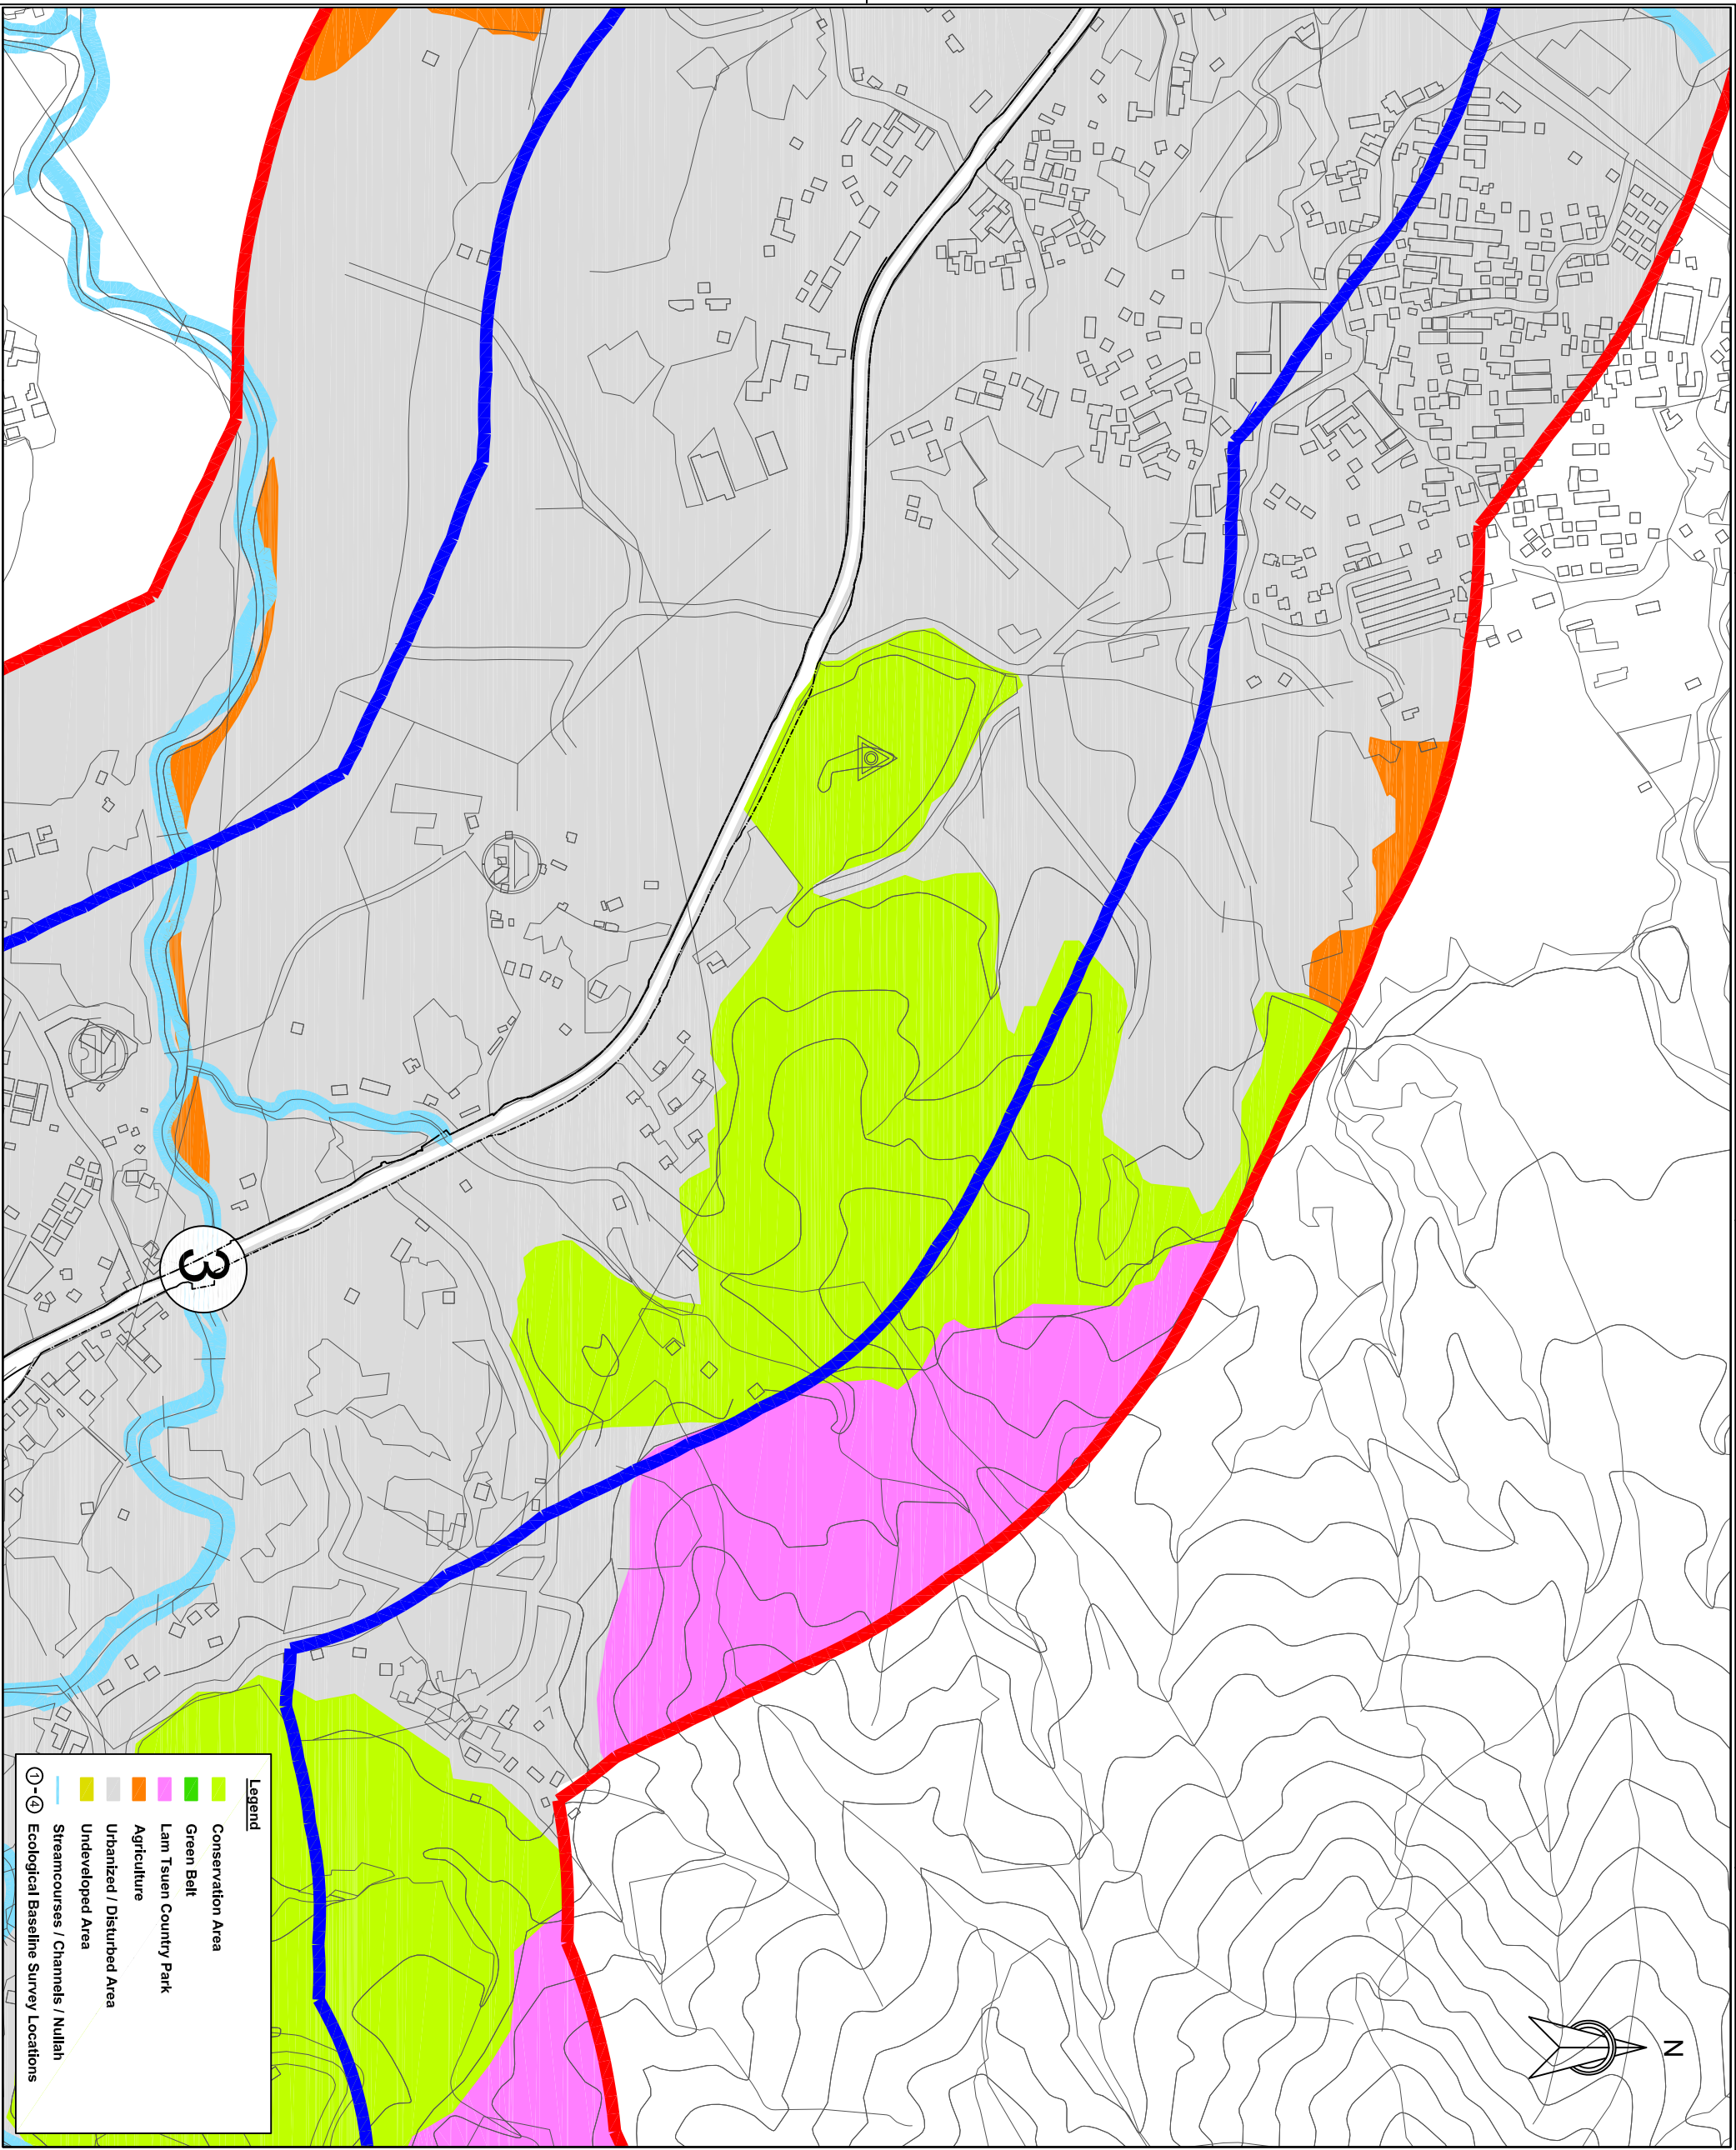 N
3
Legend
Conservation Area
Green Belt
Lam Tsuen Country Park
Agriculture
Urbanized / Disturbed Area
Undeveloped Area
Streamcourses / Channels / Nullah
①-④ Ecological Baseline Survey Locations